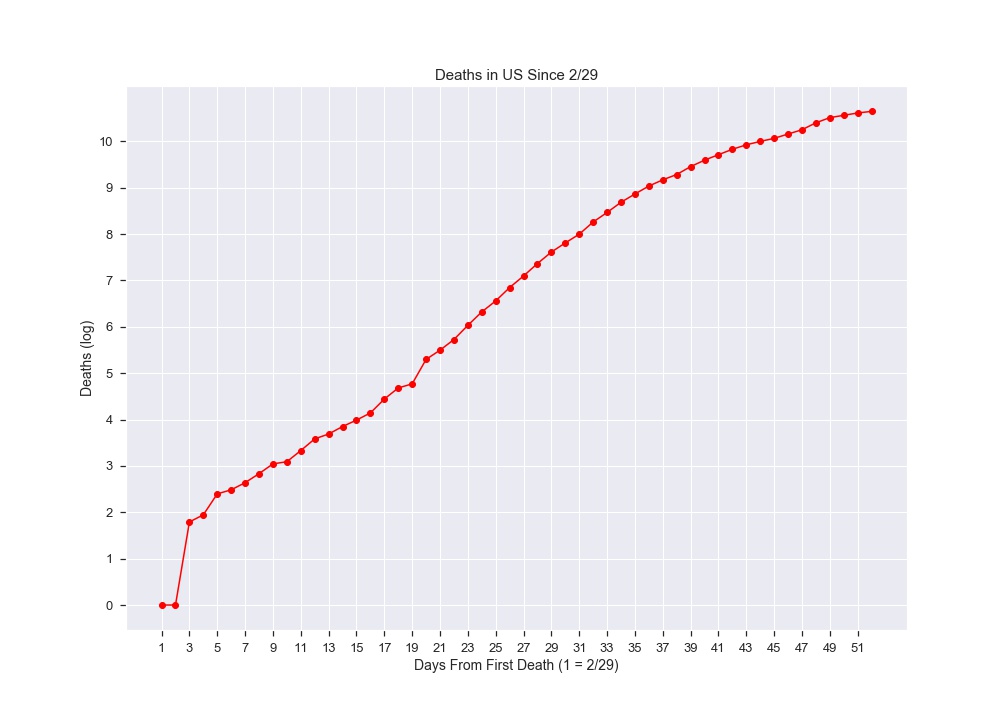 Deaths in US Since 2/29
Deaths (log)
10
9
8
7
6
5
4
3
2
1
0
1 3 5 7 9 11 13 15 17 19 21 23 25 27 29 31 33 35 37 39 41 43 45 47 49 51
Days From First Death (1 = 2/29)